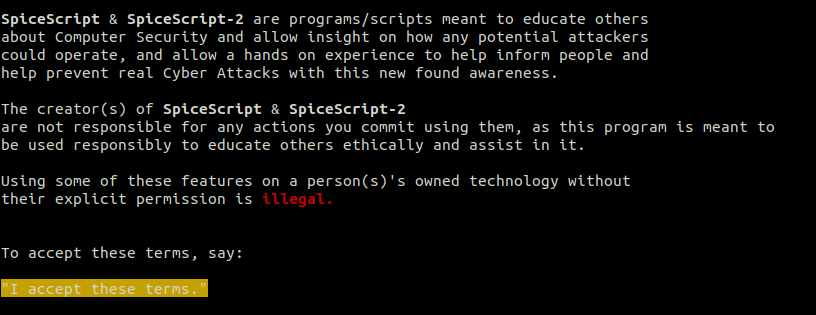 SpiceScript & SpiceScript-2 are programs/scripts meant to educate others
about Computer Security and allow insight on how any potential attackers
could operate, and allow a hands on experience to help inform people and
help prevent real Cyber Attacks with this new found awareness.
The creator(s) of SpiceScript & SpiceScript-2
are not responsible for any actions you commit using them, as this program is meant to
be used responsibly to educate others ethically and assist in it.
Using some of these features on a person(s)'s owned technology without
their explicit permission is illegal.
To accept these terms, say:
"I accept these terms."